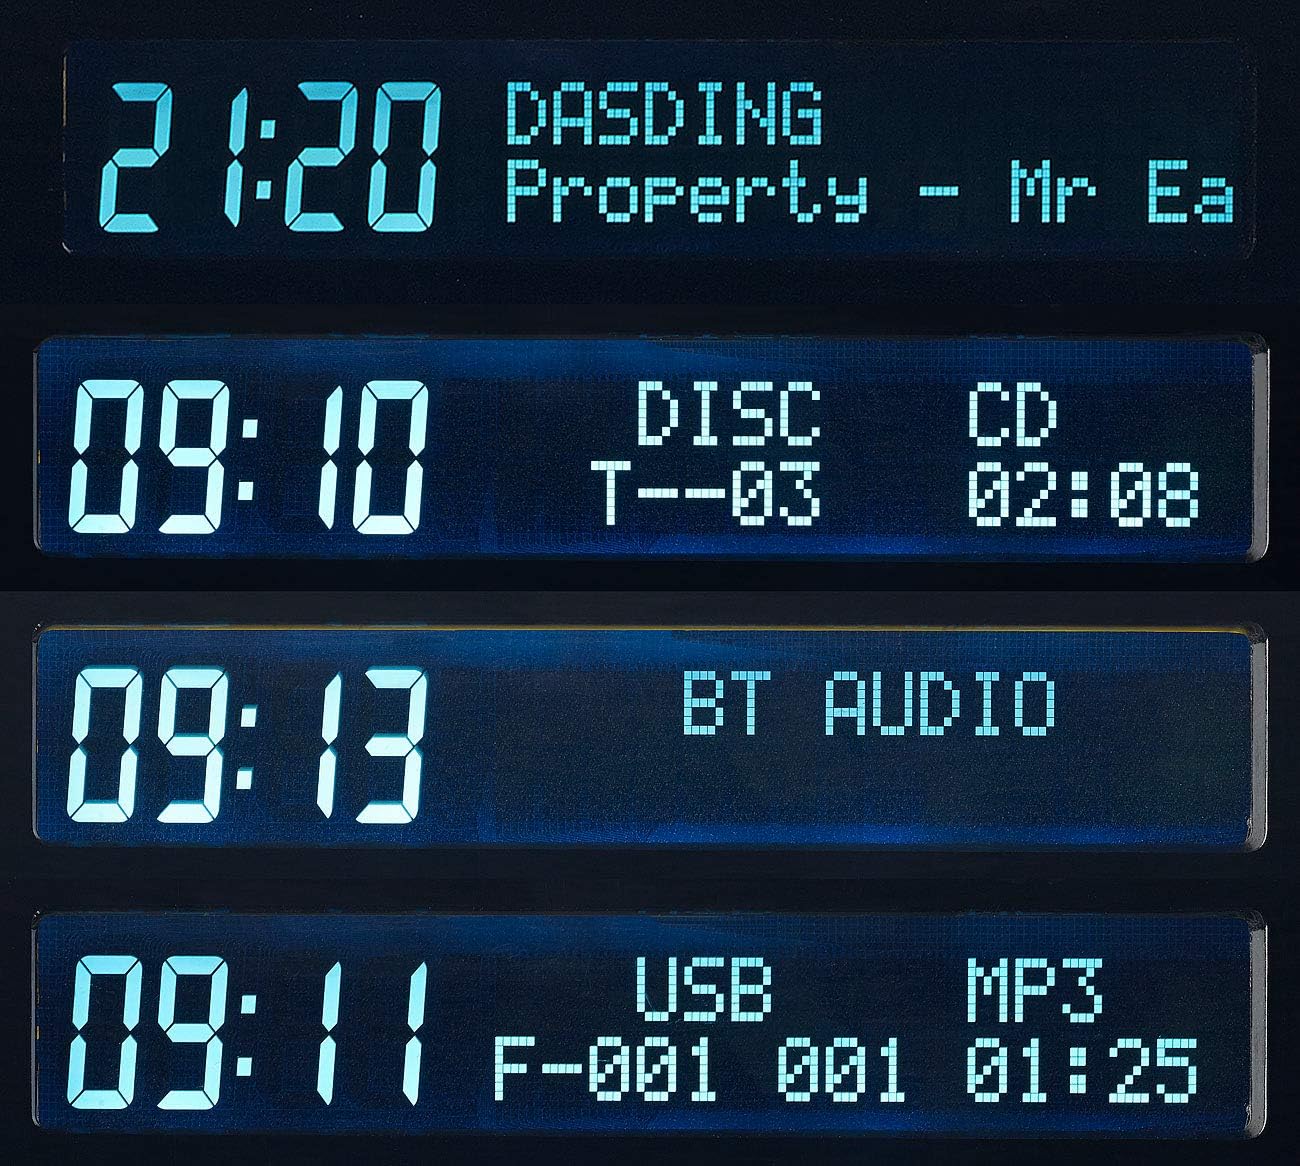 21:20 DASDING
Property - Mr Ea
09:10 DISC CD
T--03 02:08
09:13 BT AUDIO
09:11 USB MP3
F-001 001 01:25